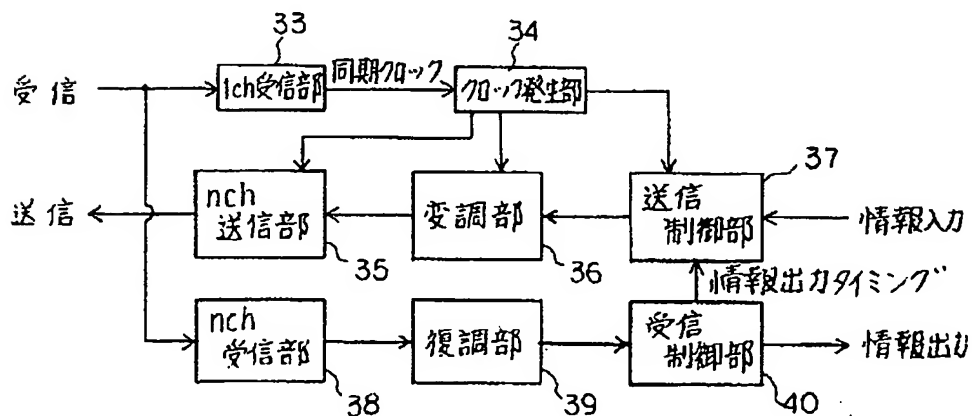 33
34
受信
1ch受信部
同期クロック
クロック発生部
37
送信
nch
送信部
変調部
送信
制御部
情報入力
35
36
情報出力タイミング
nch
受信部
復調部
受信
制御部
情報出力
38
39
40